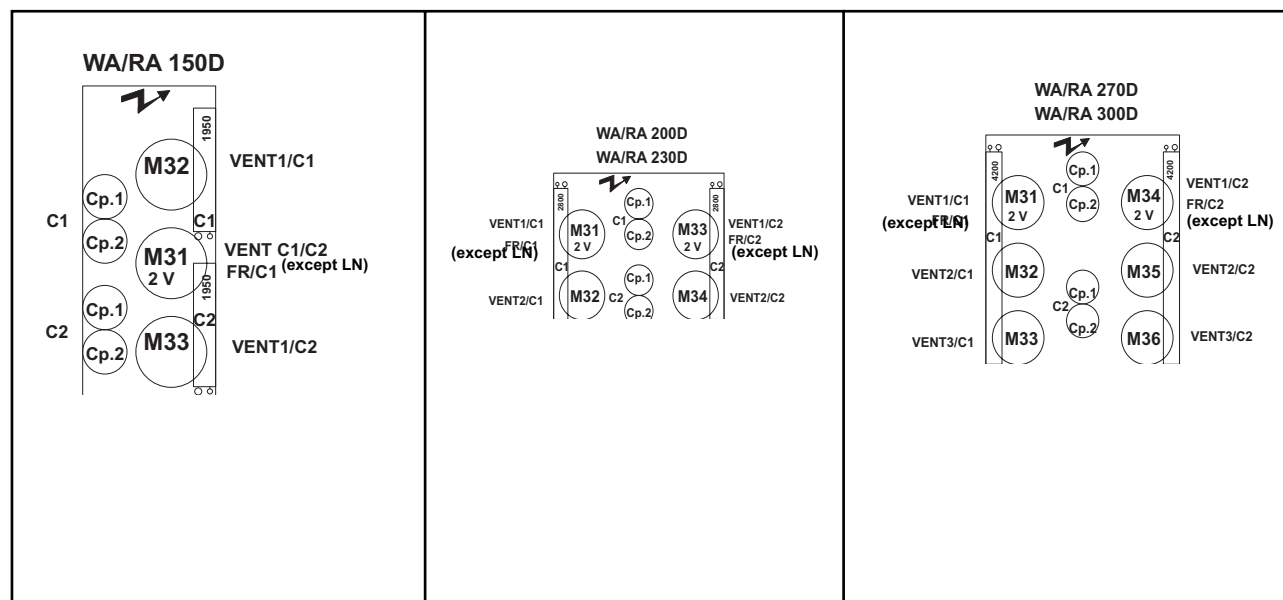 WA/RA 150D
1950
M32
VENT1/C1
Cp.1
C1
C1
Cp.2
M31
2 V
VENT C1/C2
FR/C1 (except LN)
1950
Cp.1
C2
C2
Cp.2
M33
VENT1/C2
WA/RA 200D
WA/RA 230D
2800
2800
Cp.1
VENT1/C1
FR/C1
(except LN)
M31
2 V
C1
Cp.2
M33
2 V
VENT1/C2
FR/C2
(except LN)
C1
C2
Cp.1
VENT2/C1
M32
C2
Cp.2
M34
VENT2/C2
WA/RA 270D
WA/RA 300D
4200
4200
Cp.1
VENT1/C1
FR/C1
(except LN)
M31
2 V
C1
Cp.2
M34
2 V
VENT1/C2
FR/C2
(except LN)
C1
C2
VENT2/C1
M32
M35
VENT2/C2
Cp.1
C2
Cp.2
VENT3/C1
M33
M36
VENT3/C2